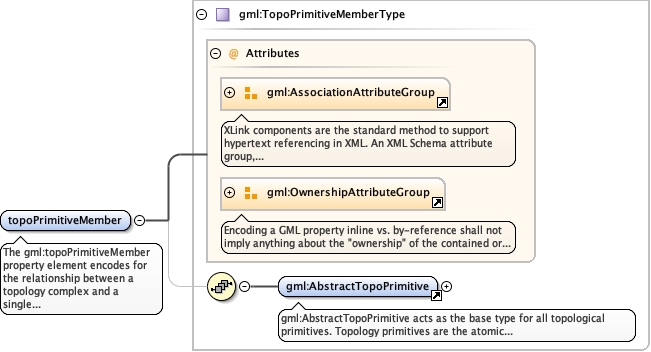 gml:TopoPrimitiveMemberType
@ Attributes
gml:AssociationAttributeGroup
XLink components are the standard method to support
hypertext referencing in XML. An XML Schema attribute
group,...
gml:OwnershipAttributeGroup
Encoding a GML property inline vs. by-reference shall not
imply anything about the "ownership" of the contained or...
topoPrimitiveMember
The gml:topoPrimitiveMember
property element encodes for
the relationship between a
topology complex and a
single...
gml:AbstractTopoPrimitive
gml:AbstractTopoPrimitive acts as the base type for all topological
primitives. Topology primitives are the atomic...